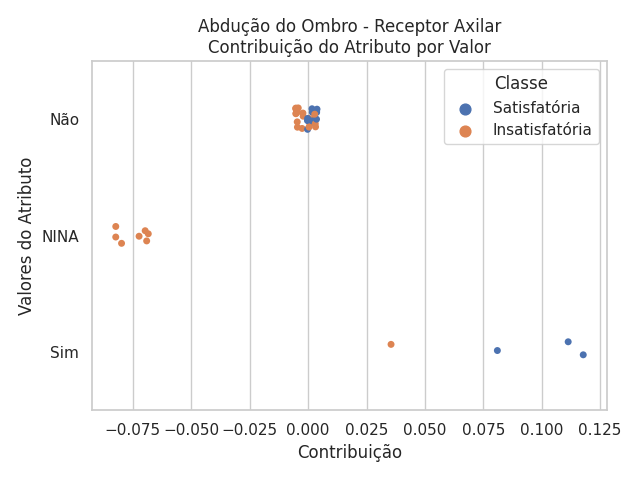 Abdução do Ombro - Receptor Axilar
Contribuição do Atributo por Valor
Classe
Satisfatória
Insatisfatória
Valores do Atributo
Não
NINA
Sim
−0.075 −0.050 −0.025 0.000 0.025 0.050 0.075 0.100 0.125
Contribuição